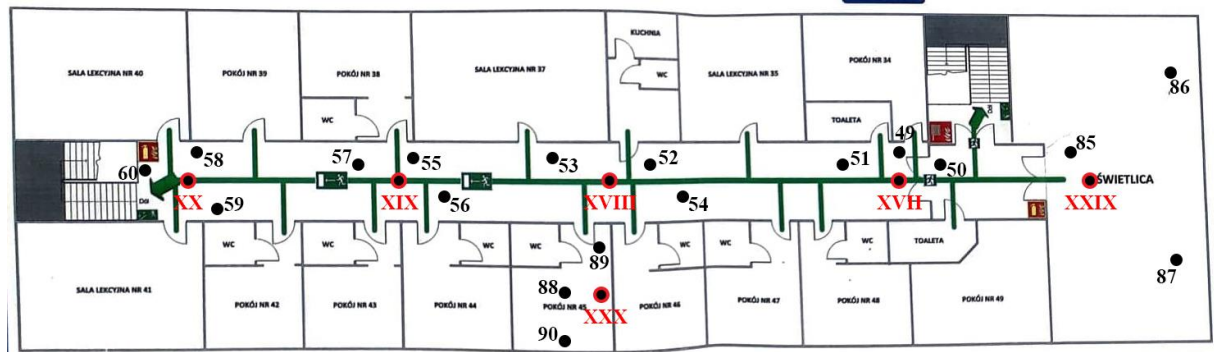 KUCHNIA
SALA LEKCYJNA NR 40
POKÓJ NR 39
POKÓJ NR 38
SALA LEKCYJNA NR 37
WC
SALA LEKCYJNA NR 35
POKÓJ NR 34
86
WC
TOALETA
49
85
58
57
55
53
52
51
50
60
XX
XIX
XVIII
XVII
ŚWIETLICA
XXIX
59
56
54
WC
WC
WC
WC
WC
WC
WC
TOALETA
89
87
SALA LEKCYJNA NR 41
88
POKÓJ NR 42
POKÓJ NR 43
POKÓJ NR 44
POKÓJ NR 45
POKÓJ NR 46
POKÓJ NR 47
POKÓJ NR 48
POKÓJ NR 49
XXX
90